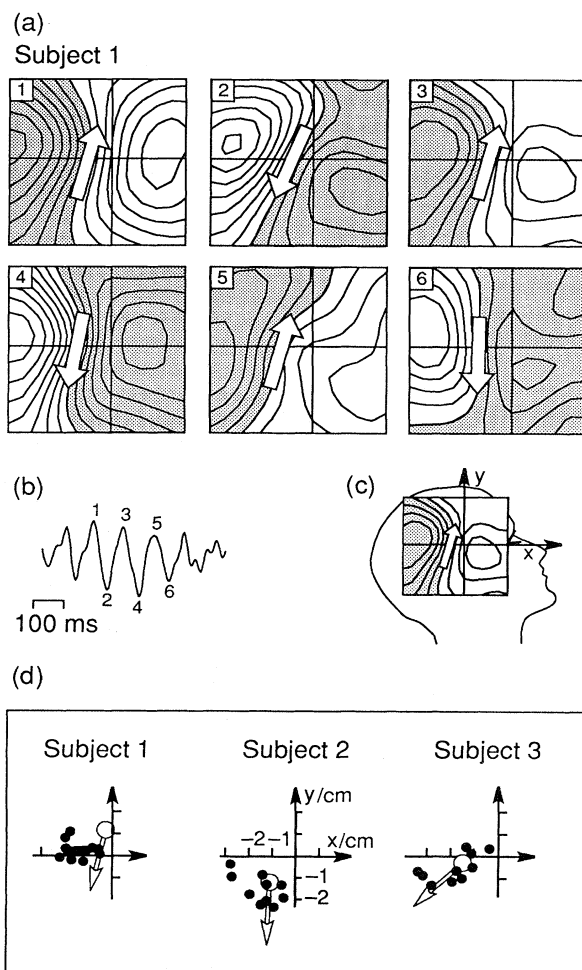 (a)
Subject 1
1 2 3
4 5 6
(b) (c)
1 3 5
2 4 6
100 ms
y
x
(d)
Subject 1 Subject 2 Subject 3
y/cm
-2 -1 x/cm
-1
-2